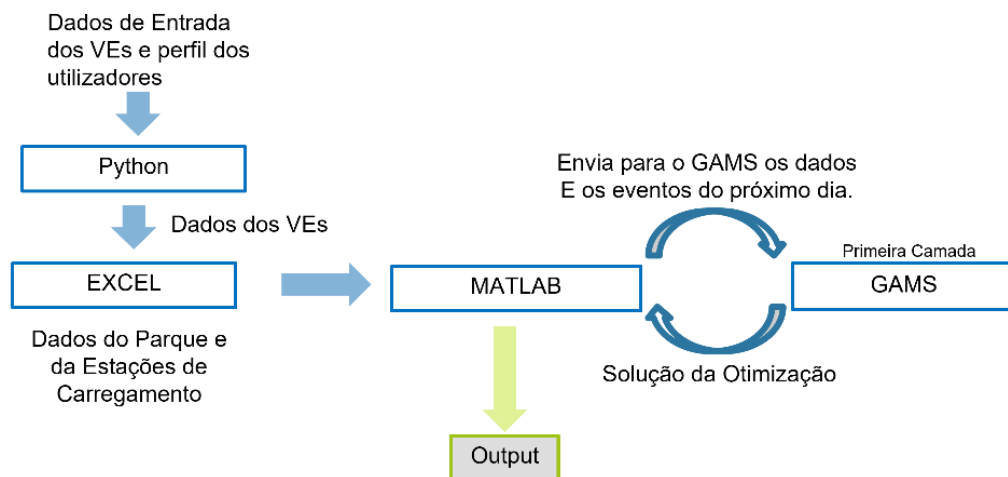 Dados de Entrada
dos VEs e perfil dos
utilizadores
Python
Dados dos VEs
EXCEL
Dados do Parque e
da Estações de
Carregamento
MATLAB
Envia para o GAMS os dados
E os eventos do próximo dia.
Primeira Camada
GAMS
Solução da Otimização
Output